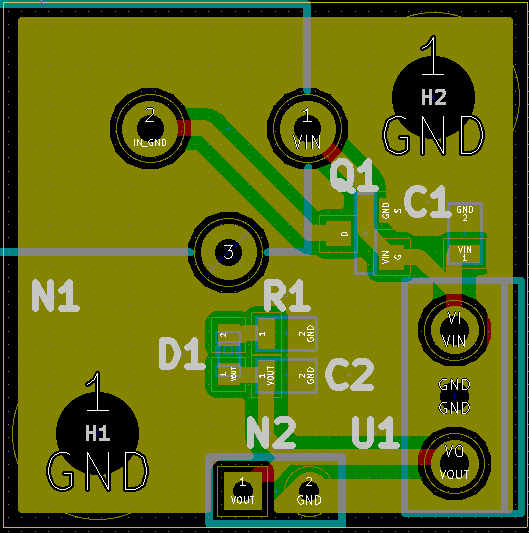 1
H2
GND
2
IN_GND
1
VIN
Q1
C1
D
GND
S
VIN
G
GND
2
VIN
1
3
N1
R1
D1
C2
2
1
2
GND
1
VOUT
1
VOUT
2
GND
VI
VIN
GND
GND
VO
VOUT
U1
N2
1
H1
GND
1
VOUT
2
GND